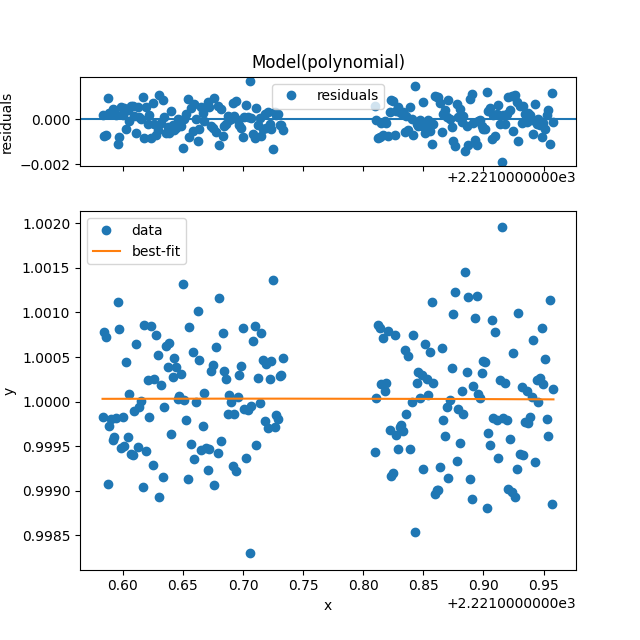 Model(polynomial)
residuals
residuals
0.000
−0.002
+2.2210000000e3
1.0020
1.0015
1.0010
1.0005
1.0000
0.9995
0.9990
0.9985
data
best-fit
y
0.60 0.65 0.70 0.75 0.80 0.85 0.90 0.95
x
+2.2210000000e3